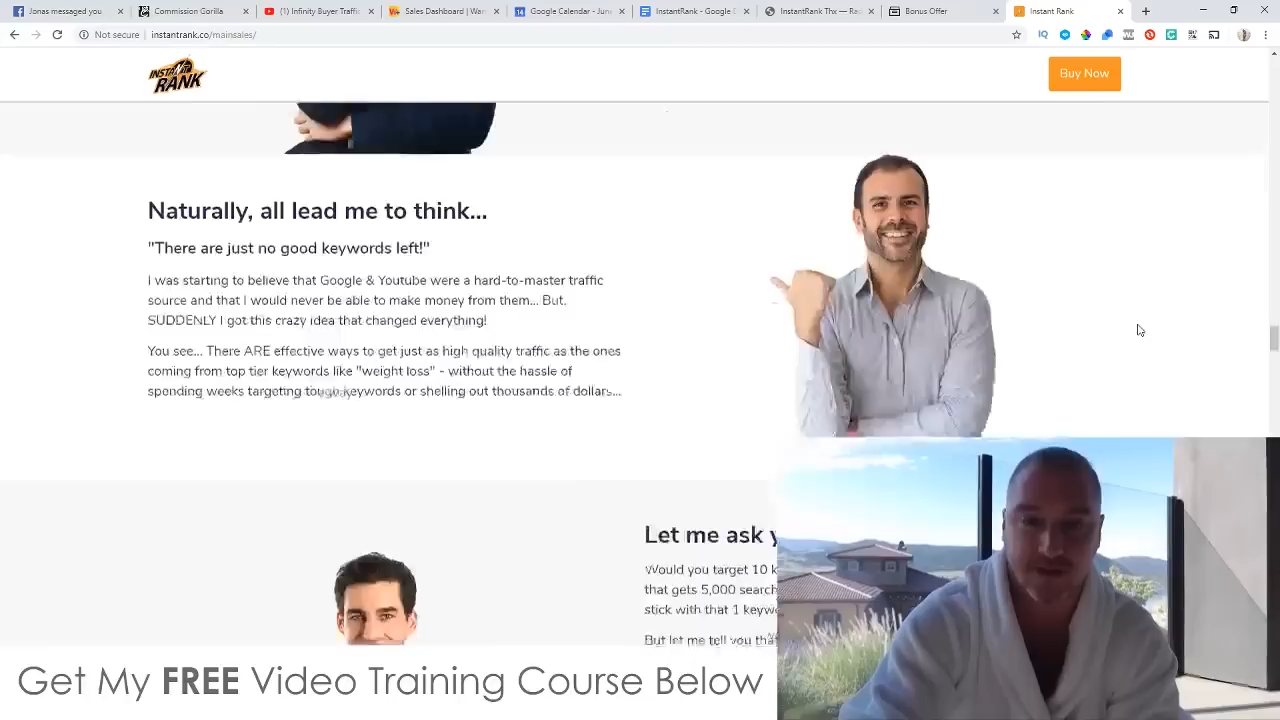 Jonas messaged you
Commission Gorilla
(1) Infinity Buyer Traffic
Sales Dashboard | Wa
Google Calendar - June
InstantRank - Google D
InstantRank Thx — Ra
Bonus Offer
Instant Rank
Not secure | instantrank.co/mainsales/
INSTANT
RANK
Buy Now
Naturally, all lead me to think...
"There are just no good keywords left!"
I was starting to believe that Google & Youtube were a hard-to-master traffic
source and that I would never be able to make money from them... But.
SUDDENLY I got this crazy idea that changed everything!
You see... There ARE effective ways to get just as high quality traffic as the ones
coming from top tier keywords like "weight loss" - without the hassle of
spending weeks targeting tough keywords or shelling out thousands of dollars...
Let me ask y
Would you target 10 k
that gets 5,000 search
stick with that 1 keyw
But let me tell you tha
Get My FREE Video Training Course Below